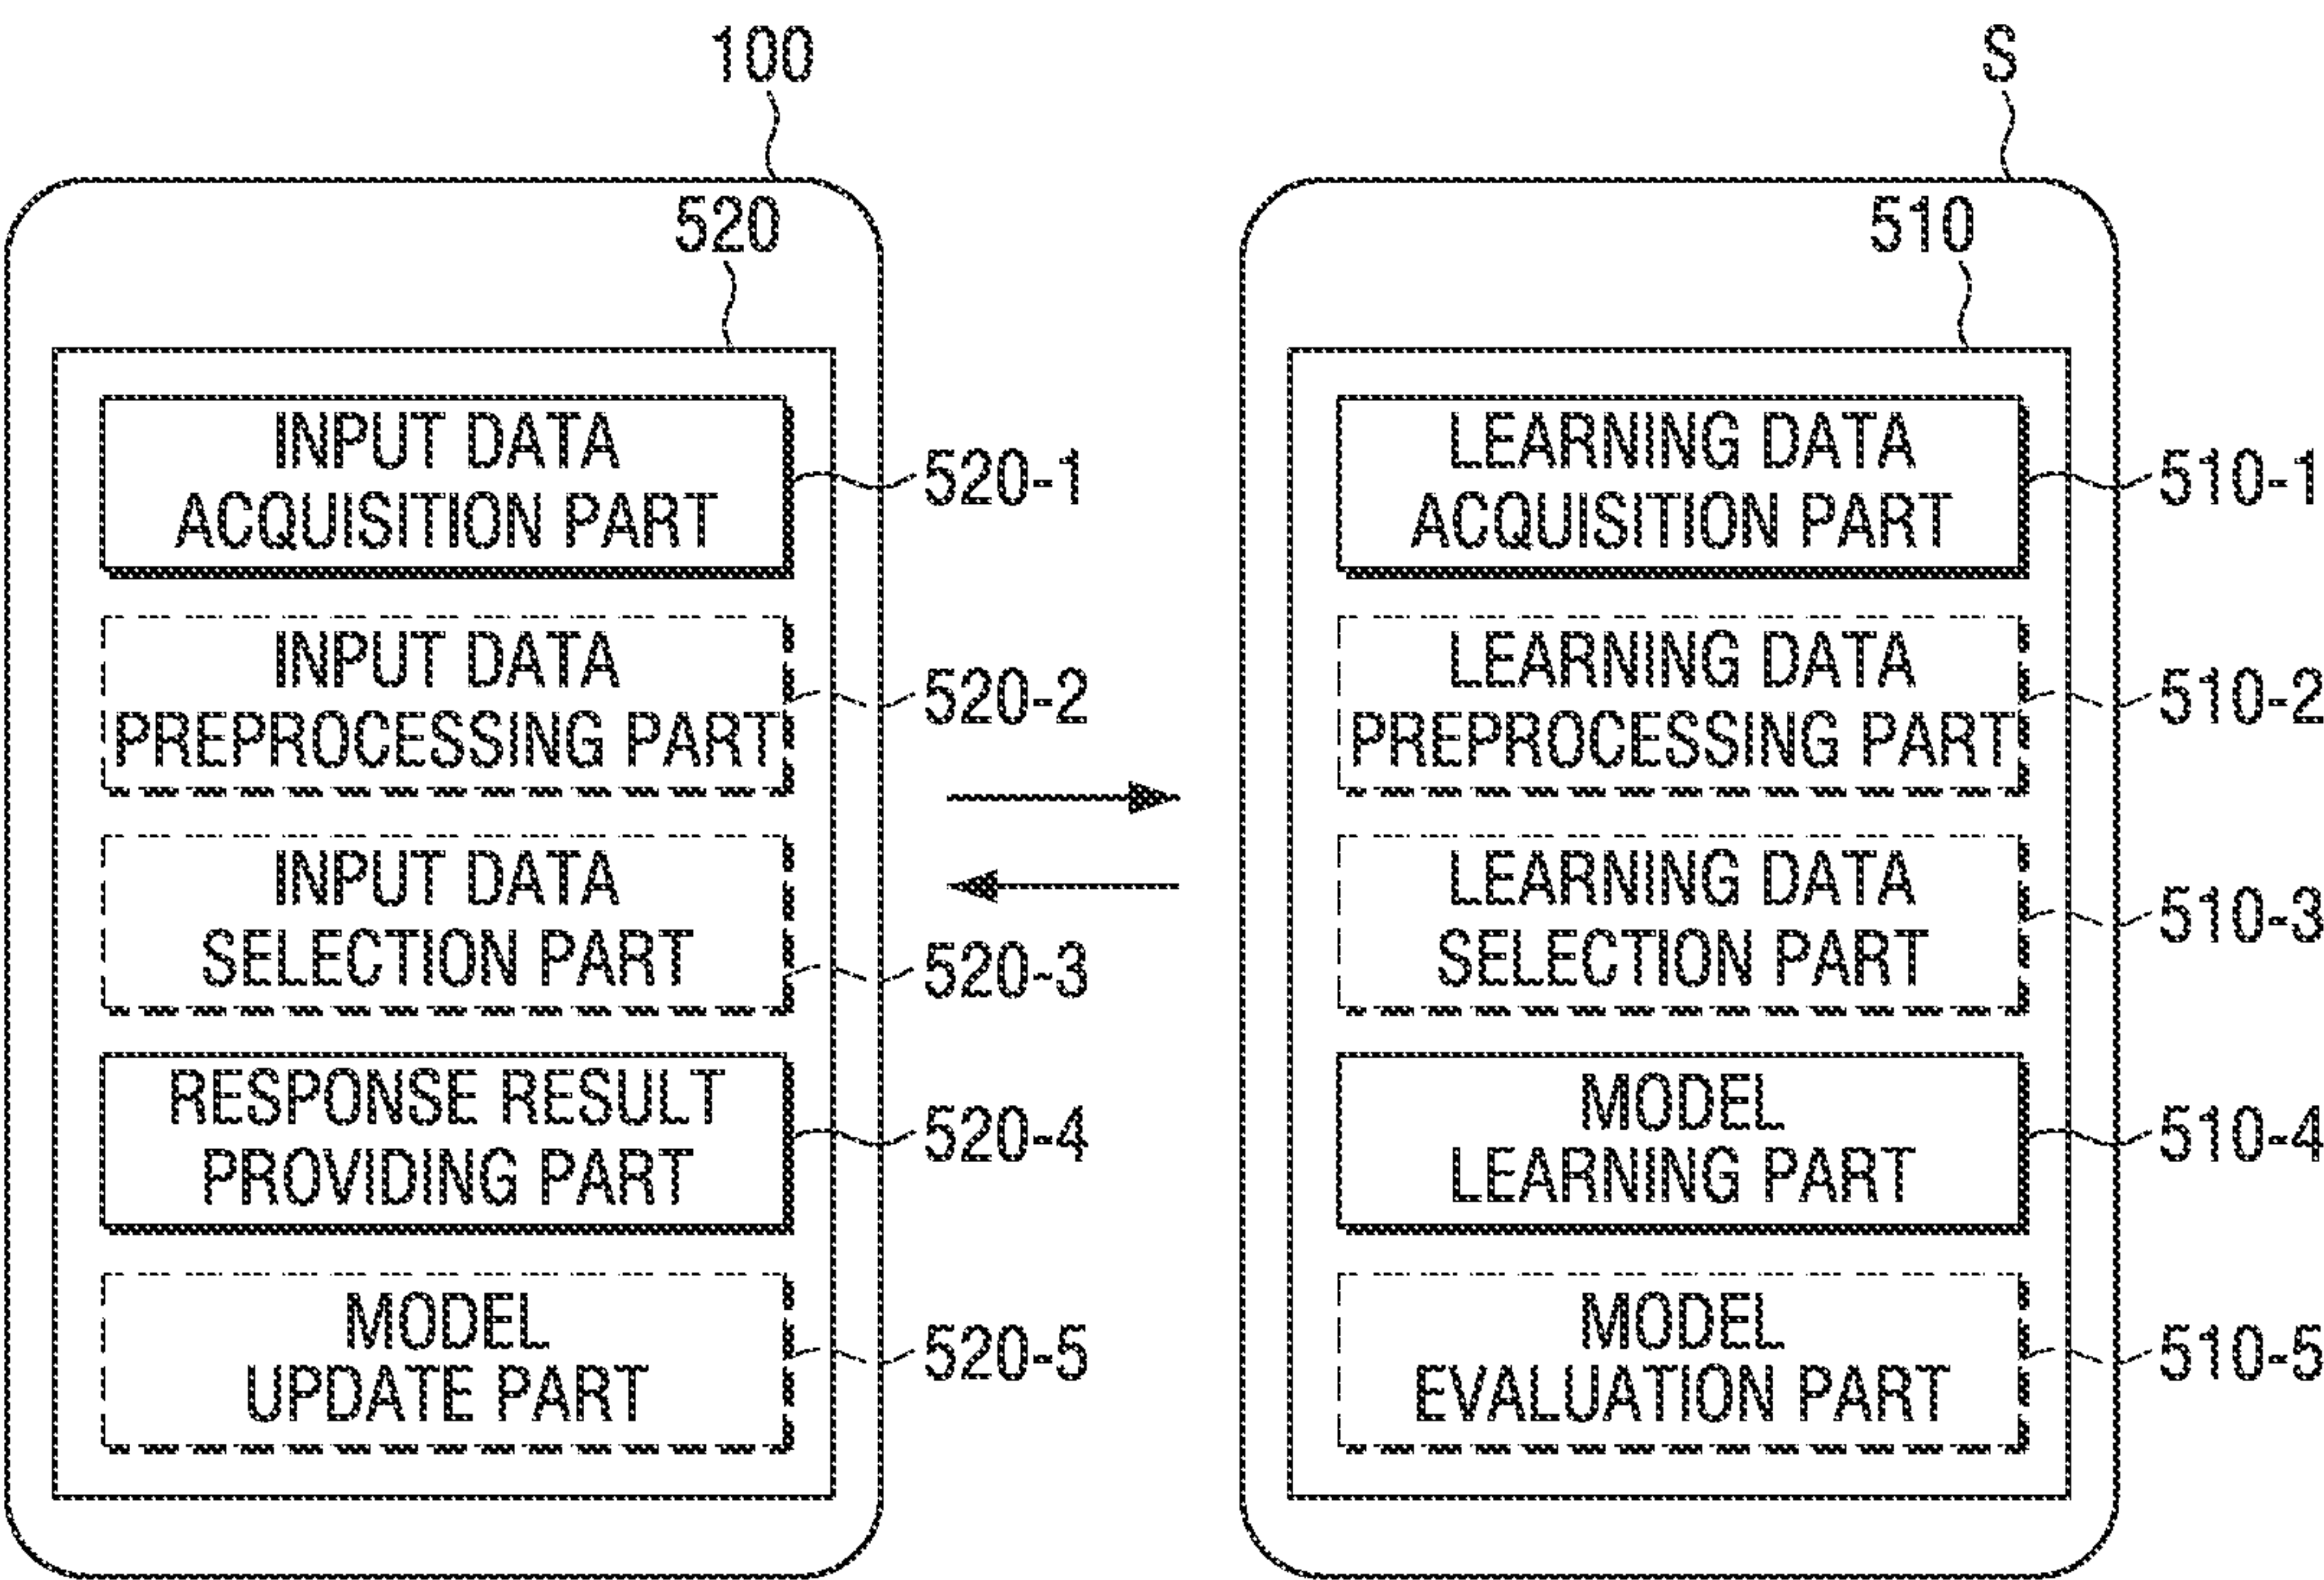 100
520
INPUT DATA
ACQUISITION PART
520-1
INPUT DATA
PREPROCESSING PART
520-2
INPUT DATA
SELECTION PART
520-3
RESPONSE RESULT
PROVIDING PART
520-4
MODEL
UPDATE PART
520-5
S
510
LEARNING DATA
ACQUISITION PART
510-1
LEARNING DATA
PREPROCESSING PART
510-2
LEARNING DATA
SELECTION PART
510-3
MODEL
LEARNING PART
510-4
MODEL
EVALUATION PART
510-5